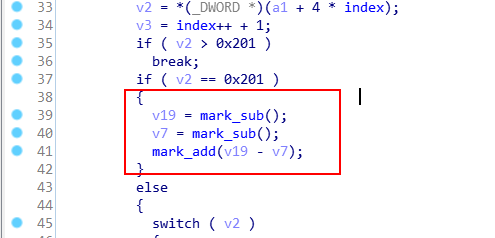 33 v2 = *(_DWORD *)(a1 + 4 * index);
34 v3 = index++ + 1;
35 if ( v2 > 0x201 )
36 break;
37 if ( v2 == 0x201 )
38 {
39 v19 = mark_sub();
40 v7 = mark_sub();
41 mark_add(v19 - v7);
42 }
43 else
44 {
45 switch ( v2 )